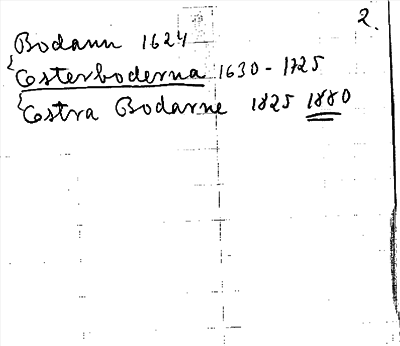 2.
Bodann 1624
Österboderna 1630 - 1725
Östra Bodarne 1825 1880